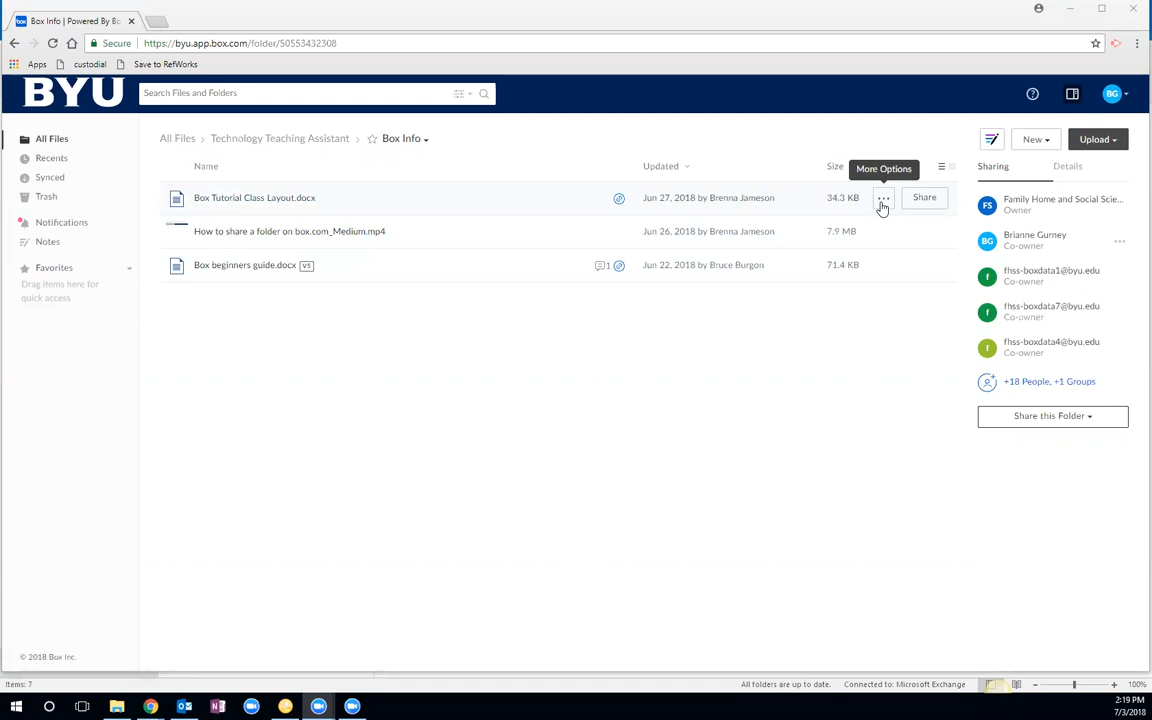 Box Info | Powered By Bo
Secure | https://byu.app.box.com/folder/50553432308
Apps custodial Save to RefWorks
BYU
Search Files and Folders
BG
All Files
Recents
Synced
Trash
Notifications
Notes
Favorites
Drag items here for
quick access
All Files > Technology Teaching Assistant > Box Info
New
Upload
Name Updated Size
More Options
Box Tutorial Class Layout.docx Jun 27, 2018 by Brenna Jameson 34.3 KB Share
How to share a folder on box.com_Medium.mp4 Jun 26, 2018 by Brenna Jameson 7.9 MB
Box beginners guide.docx V5 1 Jun 22, 2018 by Bruce Burgon 71.4 KB
Sharing Details
FS Family Home and Social Scie...
Owner
BG Brianne Gurney
Co-owner
f fhss-boxdata1@byu.edu
Co-owner
f fhss-boxdata7@byu.edu
Co-owner
f fhss-boxdata4@byu.edu
Co-owner
+18 People, +1 Groups
Share this Folder
© 2018 Box Inc.
Items: 7 All folders are up to date. Connected to: Microsoft Exchange 100%
2:19 PM
7/3/2018